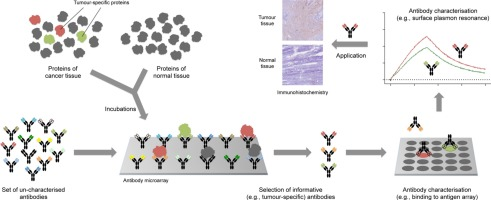 Tumour-specific proteins
Proteins of
cancer tissue
Proteins of
normal tissue
Incubations
Tumour
tissue
Normal
tissue
Immunohistochemistry
Application
Antibody characterisation
(e.g., surface plasmon resonance)
Set of un-characterised
antibodies
Antibody microarray
Selection of informative
(e.g., tumour-specific) antibodies
Antibody characterisation
(e.g., binding to antigen array)